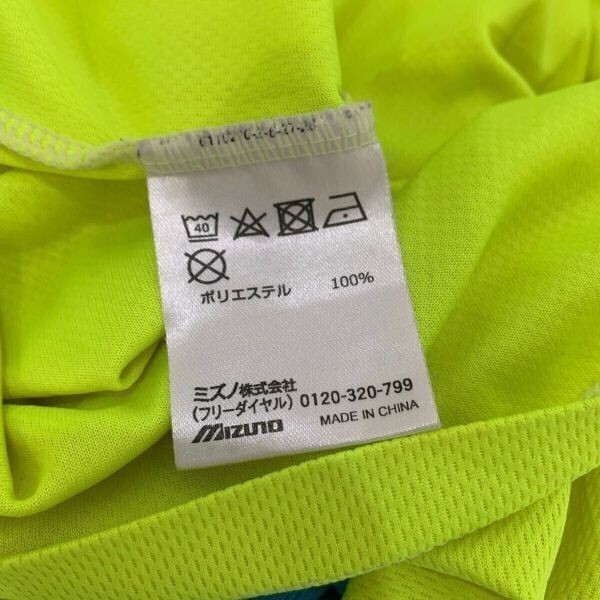 40
ポリエステル 100%
ミズノ株式会社
(フリーダイヤル) 0120-320-799
MIZUNO MADE IN CHINA